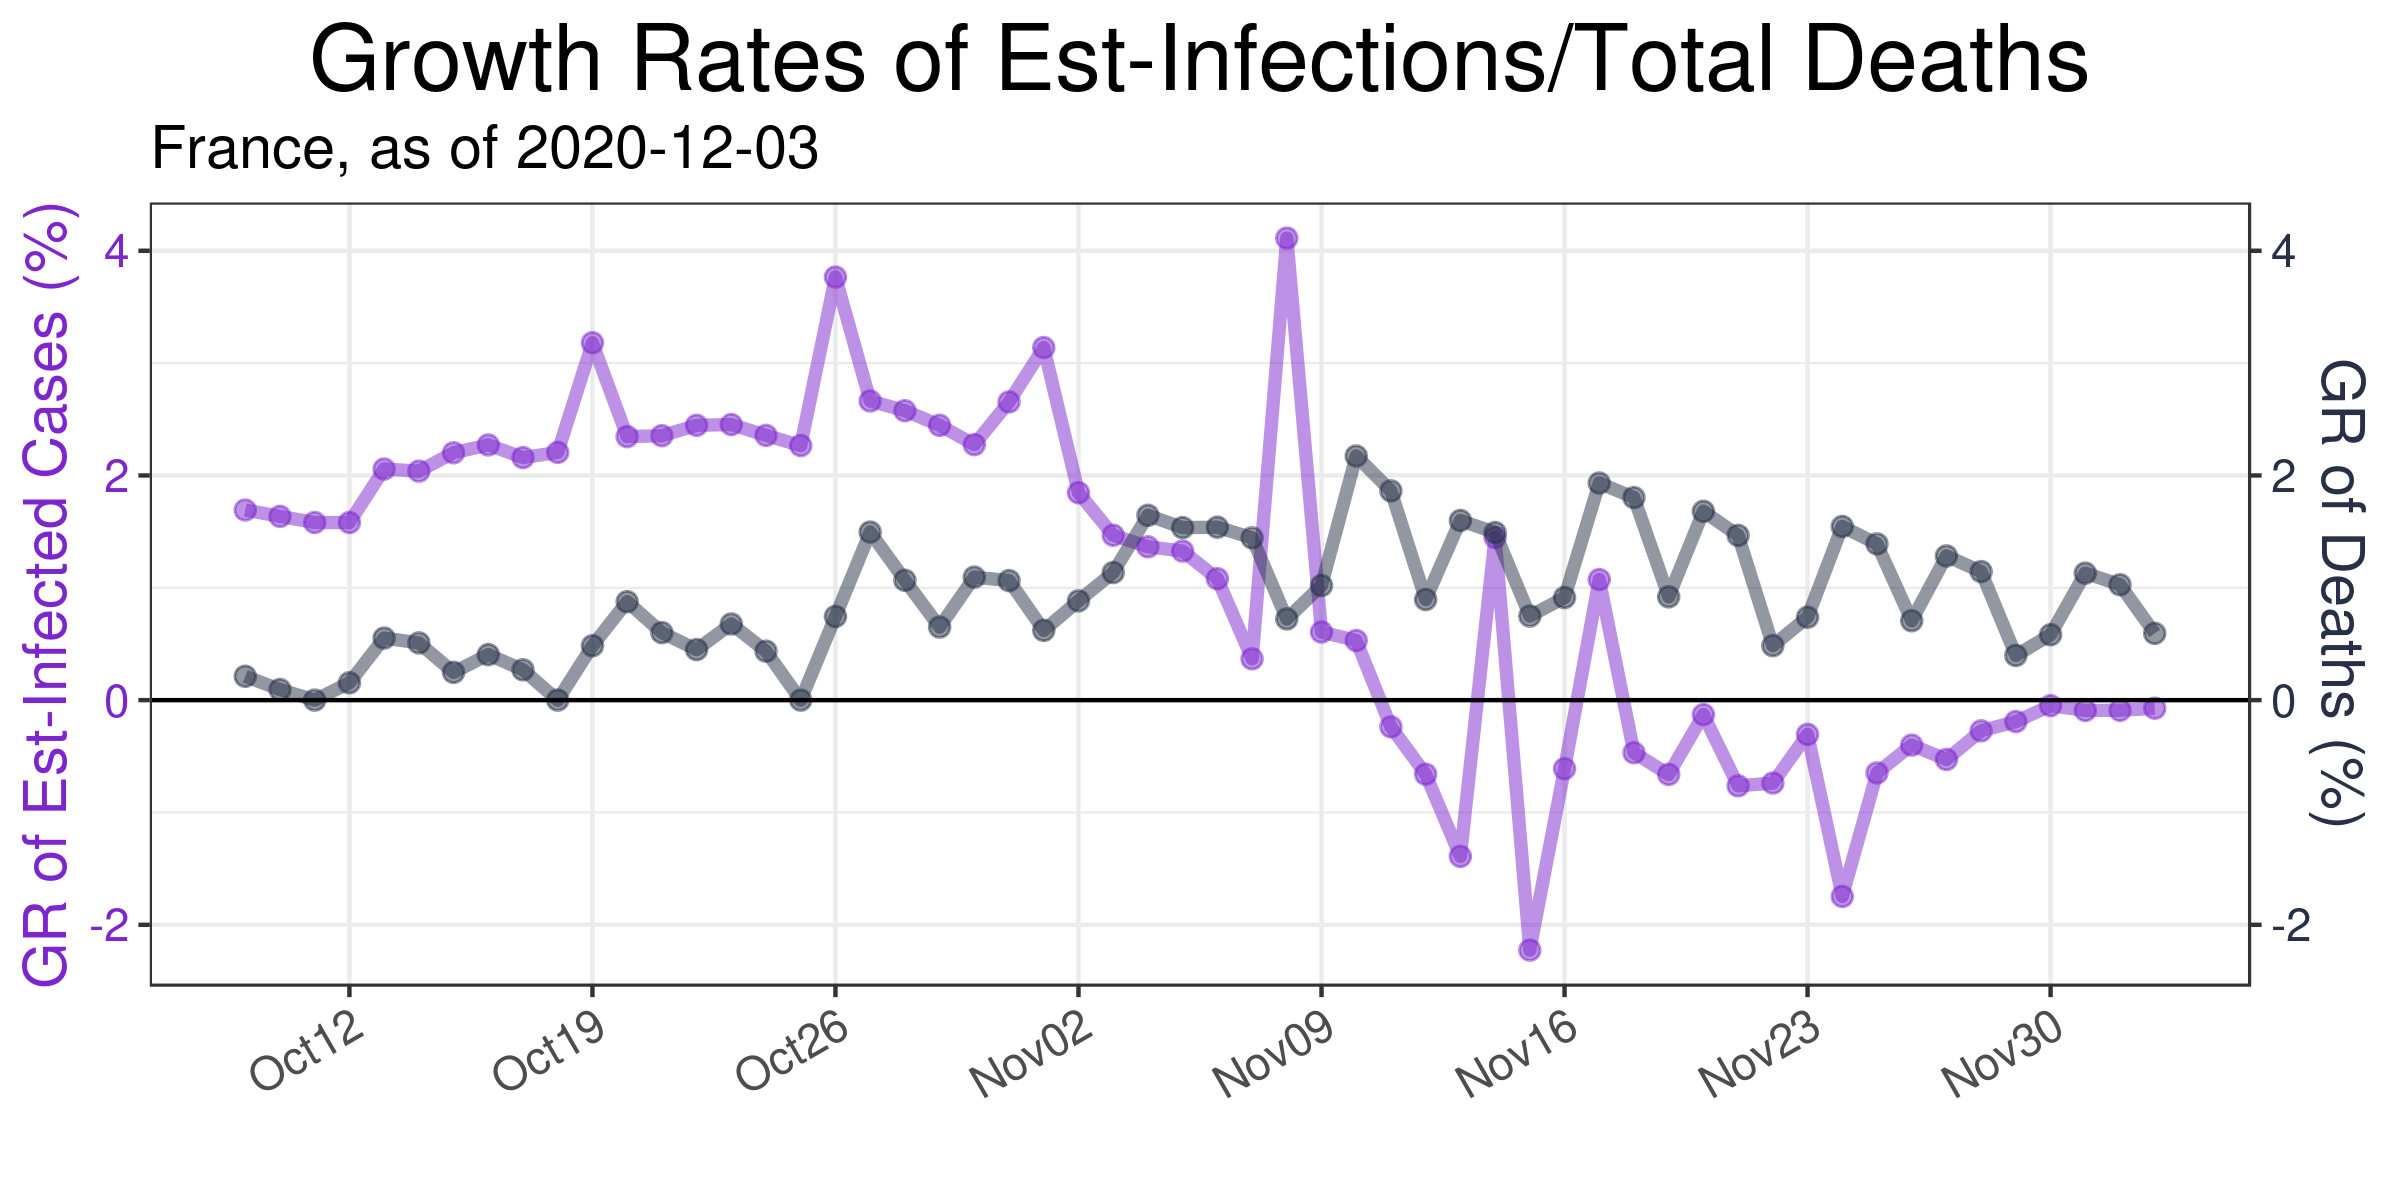 Growth Rates of Est-Infections/Total Deaths
France, as of 2020-12-03
GR of Est-Infected Cases (%)
4
2
0
-2
4
2
0
-2
GR of Deaths (%)
Oct12
Oct19
Oct26
Nov02
Nov09
Nov16
Nov23
Nov30